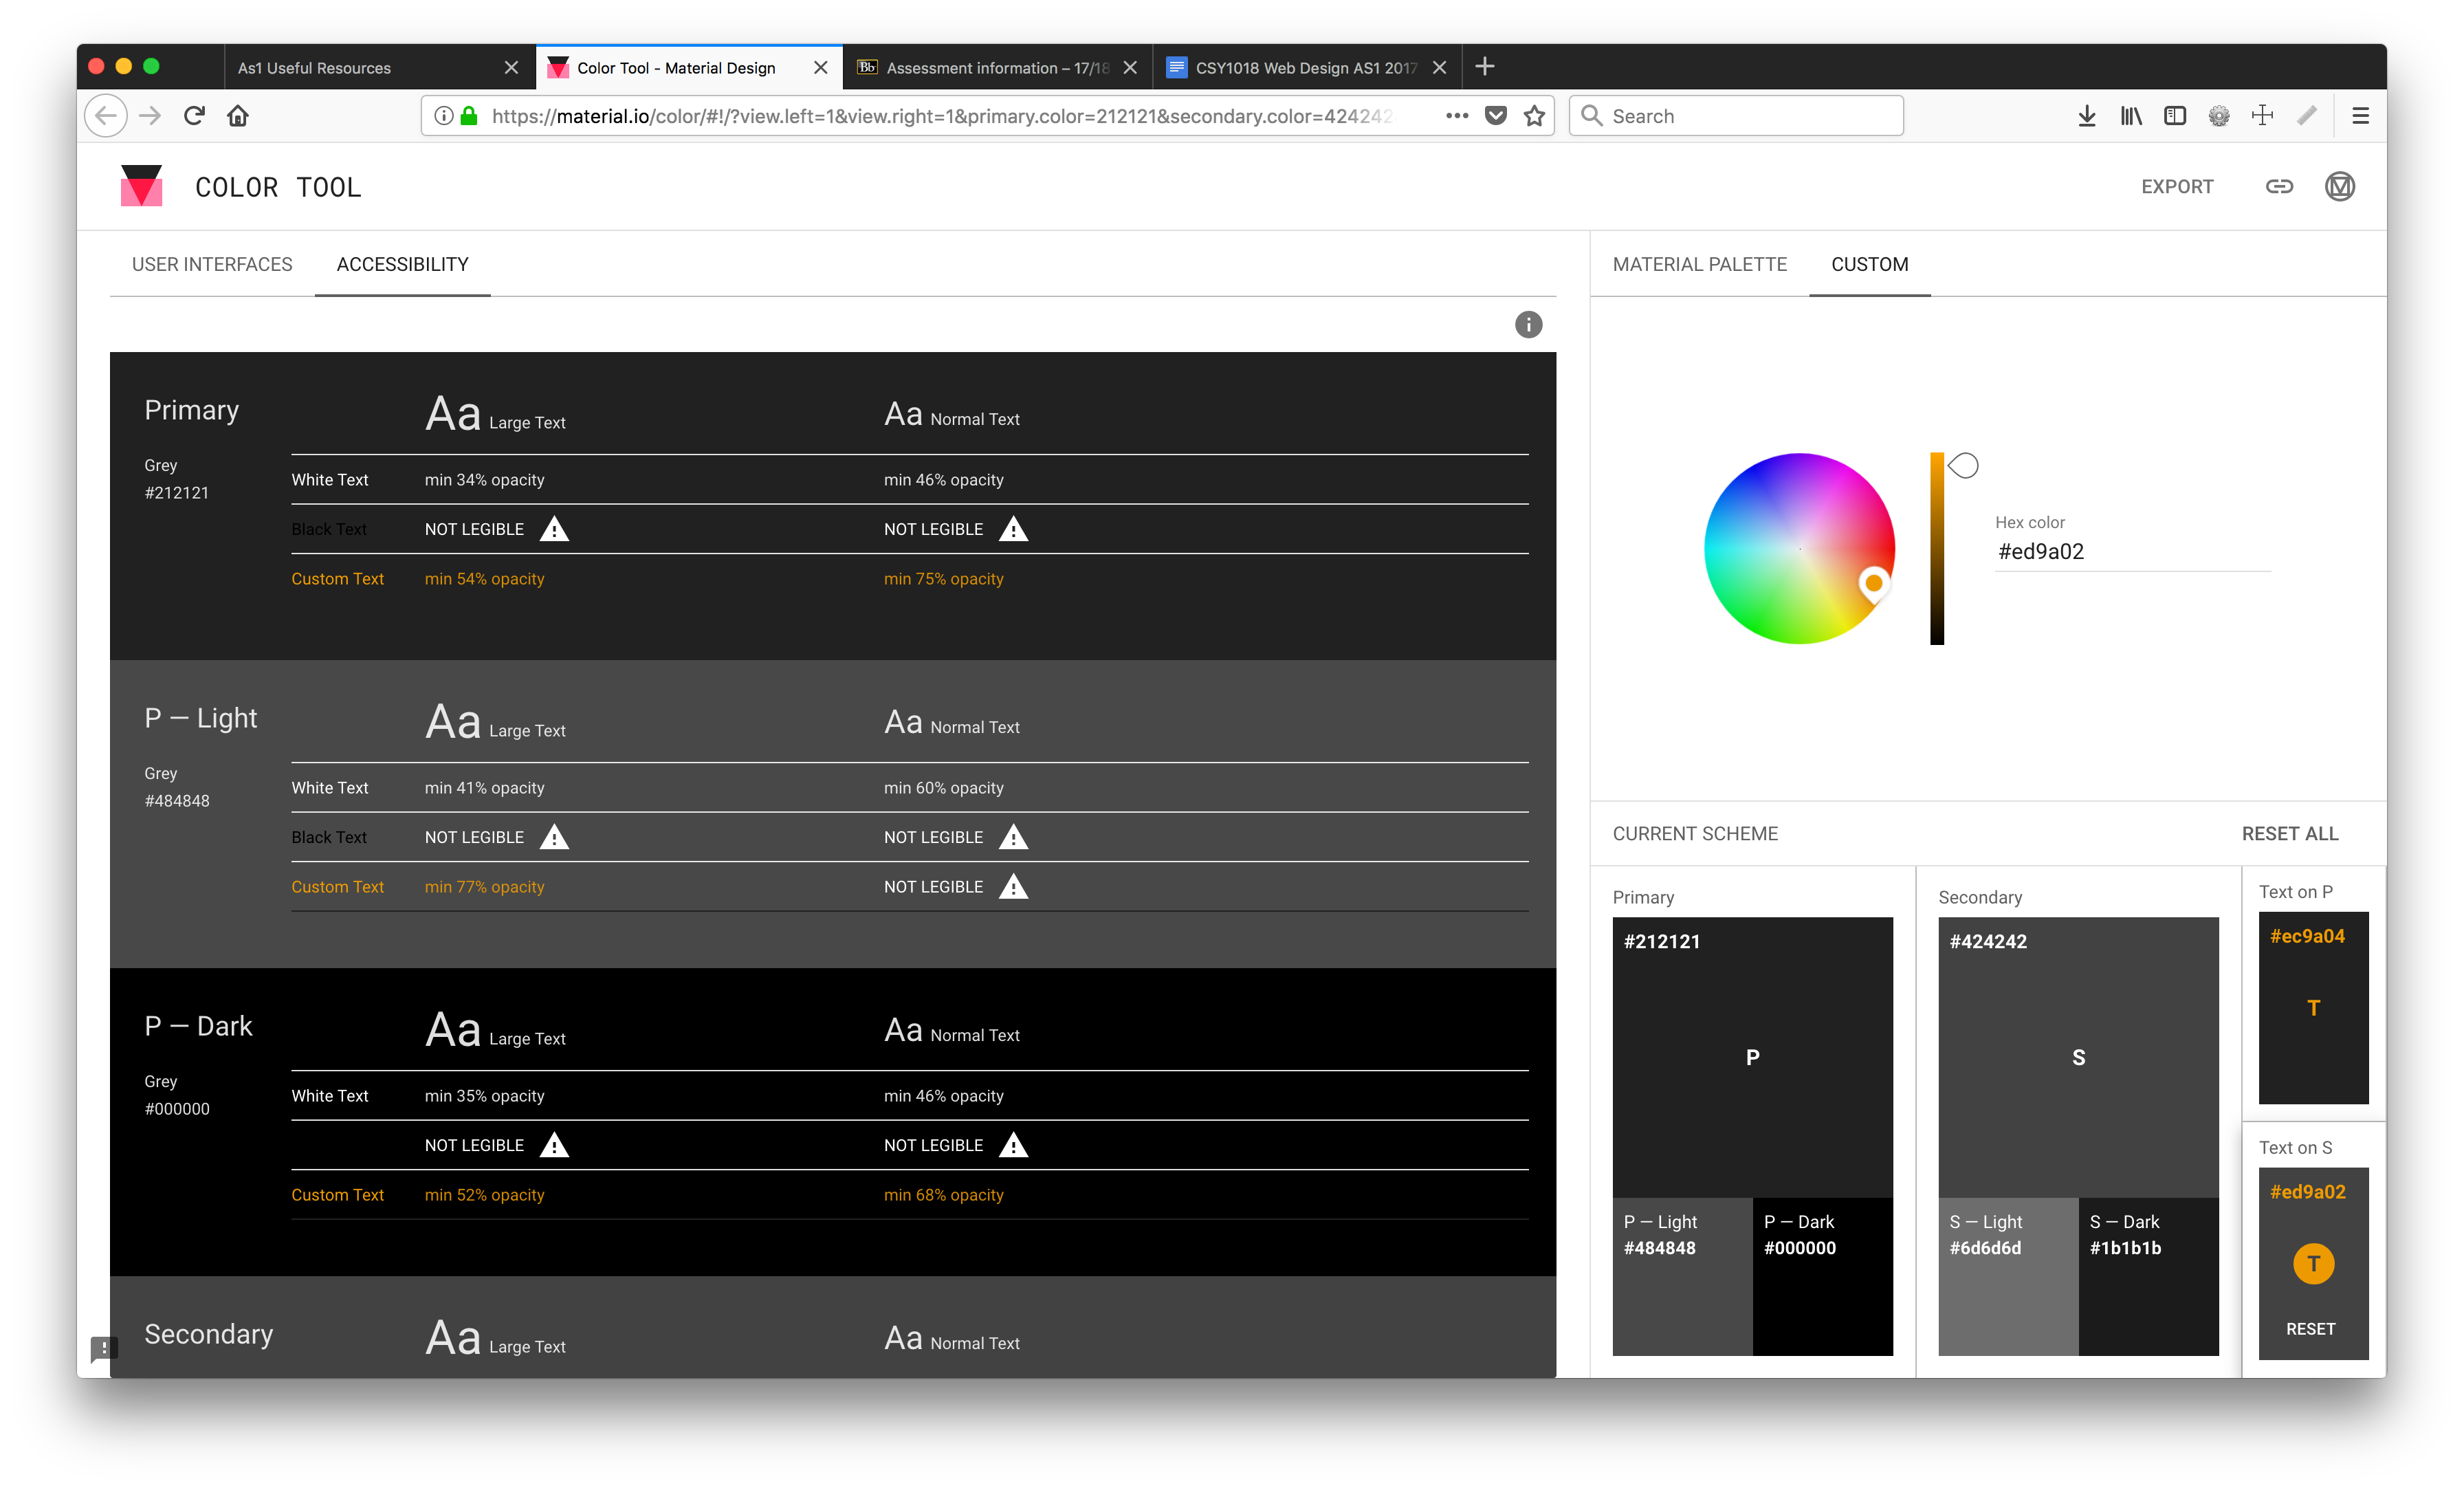 As1 Useful Resources
Color Tool - Material Design
Bb Assessment information – 17/18
CSY1018 Web Design AS1 2017
https://material.io/color/#!/?view.left=1&view.right=1&primary.color=212121&secondary.color=424242
Search
COLOR TOOL
EXPORT
USER INTERFACES
ACCESSIBILITY
MATERIAL PALETTE
CUSTOM
Primary
Aa Large Text
Aa Normal Text
Grey
#212121
White Text
min 34% opacity
min 46% opacity
Black Text
NOT LEGIBLE
NOT LEGIBLE
Custom Text
min 54% opacity
min 75% opacity
P — Light
Aa Large Text
Aa Normal Text
Grey
#484848
White Text
min 41% opacity
min 60% opacity
Black Text
NOT LEGIBLE
NOT LEGIBLE
Custom Text
min 77% opacity
NOT LEGIBLE
P — Dark
Aa Large Text
Aa Normal Text
Grey
#000000
White Text
min 35% opacity
min 46% opacity
NOT LEGIBLE
NOT LEGIBLE
Custom Text
min 52% opacity
min 68% opacity
Secondary
Aa Large Text
Aa Normal Text
Hex color
#ed9a02
CURRENT SCHEME
RESET ALL
Primary
#212121
P
P — Light
#484848
P — Dark
#000000
Secondary
#424242
S
S — Light
#6d6d6d
S — Dark
#1b1b1b
Text on P
#ec9a04
T
Text on S
#ed9a02
T
RESET